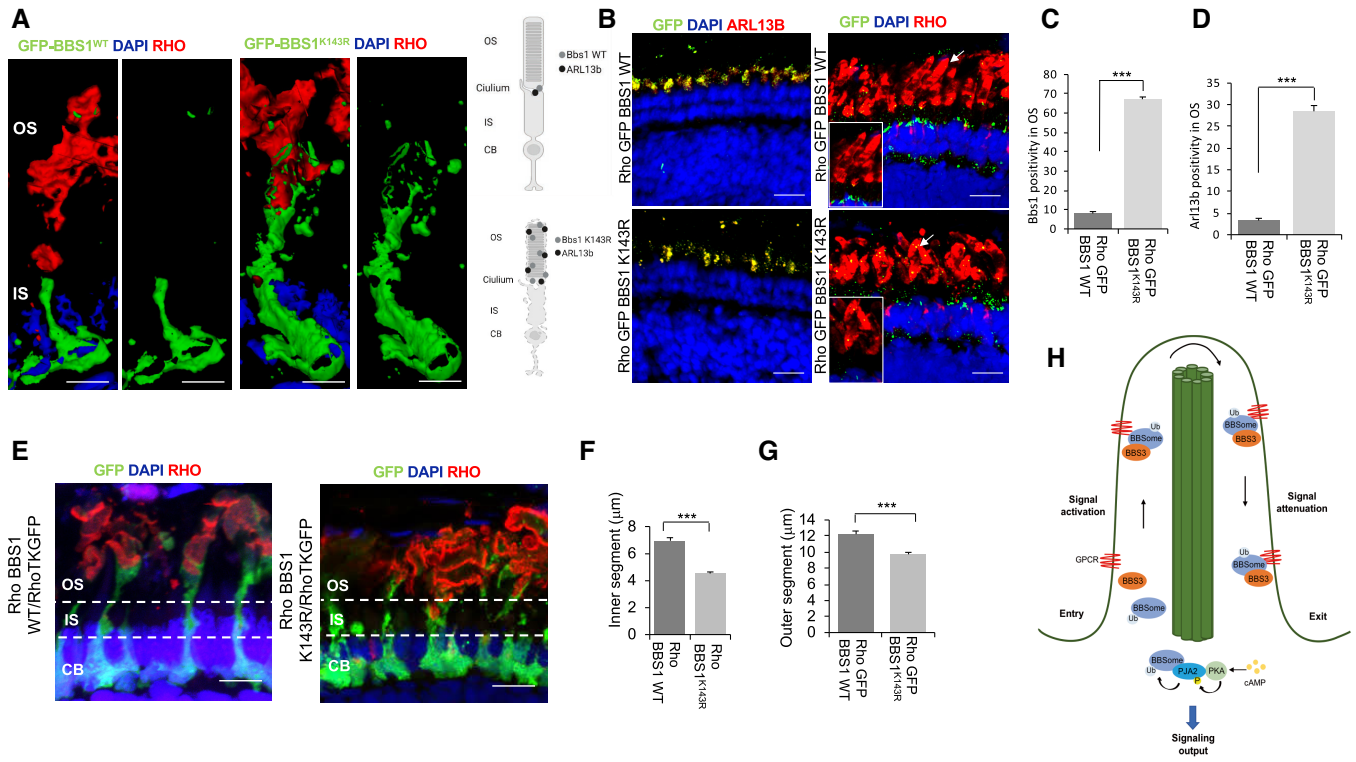 A
GFP-BBS1WT DAPI RHO
GFP-BBS1K143R DAPI RHO
OS
IS
OS
Ciulium
IS
CB
Bbs1 WT
ARL13b
OS
Ciulium
IS
CB
Bbs1 K143R
ARL13b
B
GFP DAPI ARL13B
GFP DAPI RHO
Rho GFP BBS1 WT
Rho GFP BBS1 WT
Rho GFP BBS1 K143R
Rho GFP BBS1 K143R
C
***
Bbs1 positivity in OS
80
70
60
50
40
30
20
10
0
Rho GFP
BBS1 WT
Rho GFP
BBS1K143R
D
***
Arl13b positivity in OS
35
30
25
20
15
10
5
0
Rho GFP
BBS1 WT
Rho GFP
BBS1K143R
E
GFP DAPI RHO
GFP DAPI RHO
Rho BBS1
WT/RhoTKGFP
OS
IS
CB
Rho BBS1
K143R/RhoTKGFP
OS
IS
CB
F
***
Inner segment (µm)
8
6
4
2
0
Rho
BBS1 WT
Rho
BBS1K143R
G
***
Outer segment (µm)
14
12
10
8
6
4
2
0
Rho GFP
BBS1 WT
Rho GFP
BBS1K143R
H
Ub
BBSome
BBS3
Ub
BBSome
BBS3
Signal
activation
Signal
attenuation
GPCR
BBS3
BBSome
Ub
Ub
BBSome
BBS3
Entry
Exit
BBSome
Ub
PJA2
P
PKA
cAMP
Signaling
output